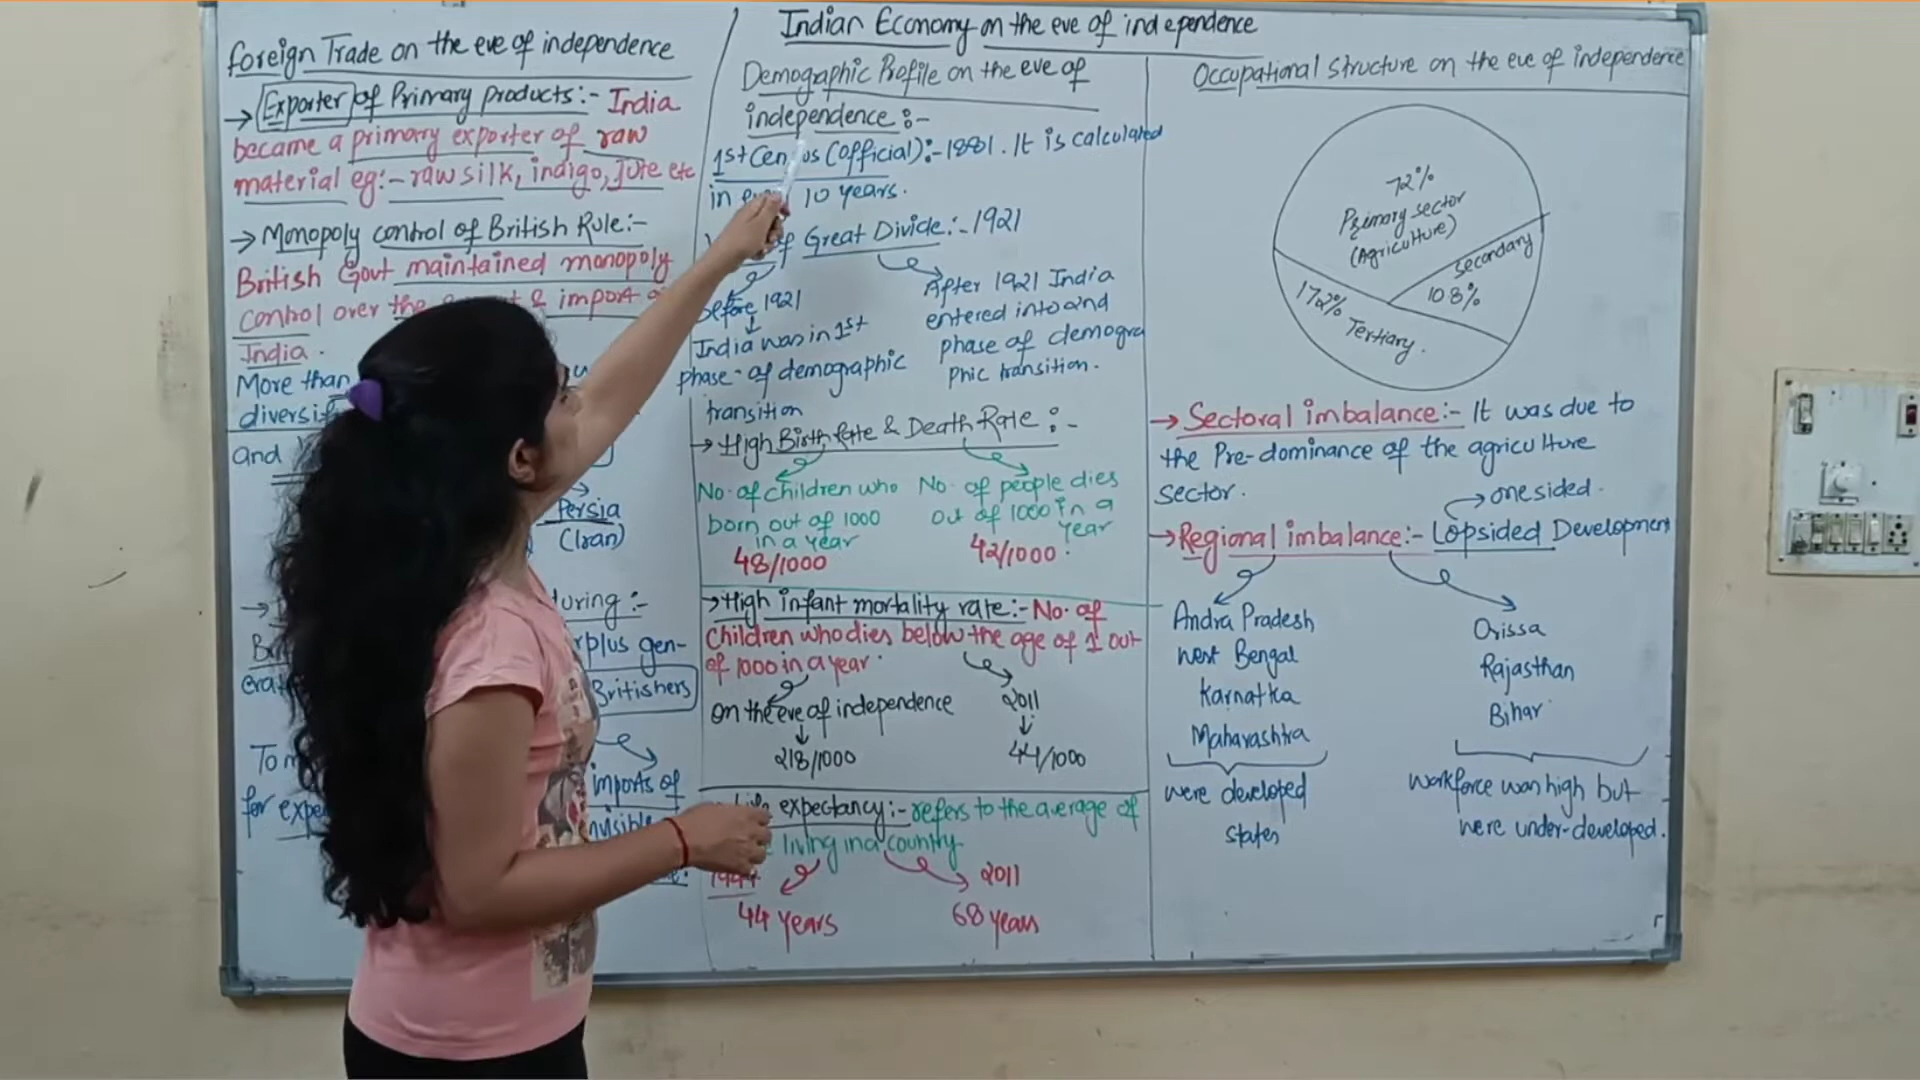 Indian Economy on the eve of independence
Foreign Trade on the eve of independence
→ Exporter of Primary products:- India
became a primary exporter of raw
material eg:- raw silk, indigo, Jute etc
→ Monopoly control of British Rule:-
British Govt maintained monopoly
control over the & import
India.
More than
and
Persia
(Iran)
→
plus gen-
Britishers
imports of
for
Demographic Profile on the eve of
independence:-
1st (official):- 1881. It is calculated
in 10 years.
Great Divide:- 1921
before 1921
India was in 1st
phase of demographic
transition
After 1921 India
entered into 2nd
phase of demogra
phic transition.
→ High Birth Rate & Death Rate:-
No. of children who
born out of 1000
in a year
48/1000
No. of people dies
out of 1000 in a
year
42/1000.
→ High infant mortality rate:- No. of
Children who dies below the age of 1 out
of 1000 in a year.
on the eve of independence
218/1000
2011
44/1000
expectancy:- refers to the average of
living in a country
44 years
2011
68 years
Occupational structure on the eve of independence
72%
Primary sector
(Agriculture)
Secondary
10.8%
17.2% Tertiary.
→ Sectoral imbalance:- It was due to
the Pre-dominance of the agriculture
sector.
→ one sided.
→ Regional imbalance:- Lopsided Development
Andra Pradesh
West Bengal
Karnatka
Maharashtra
were developed
states
Orissa
Rajasthan
Bihar
workforce was high but
were under-developed.